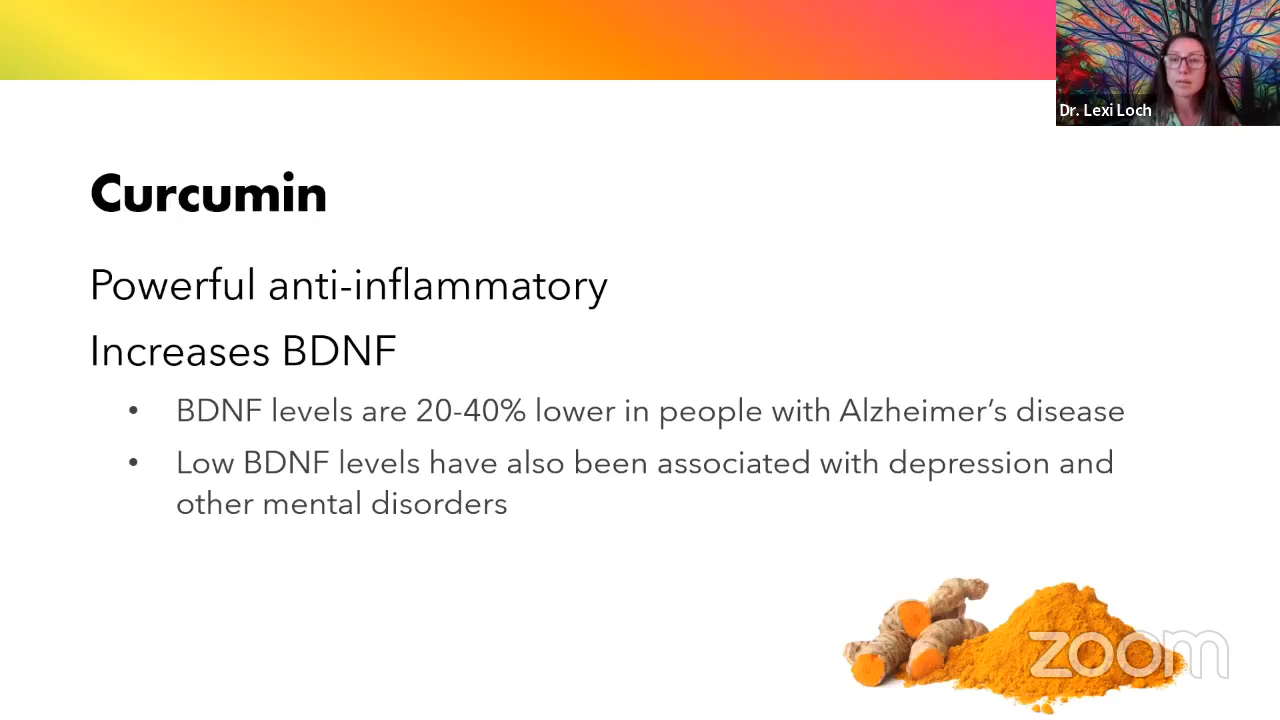 Dr. Lexi Loch
Curcumin
Powerful anti-inflammatory
Increases BDNF
• BDNF levels are 20-40% lower in people with Alzheimer’s disease
• Low BDNF levels have also been associated with depression and
other mental disorders
zoom